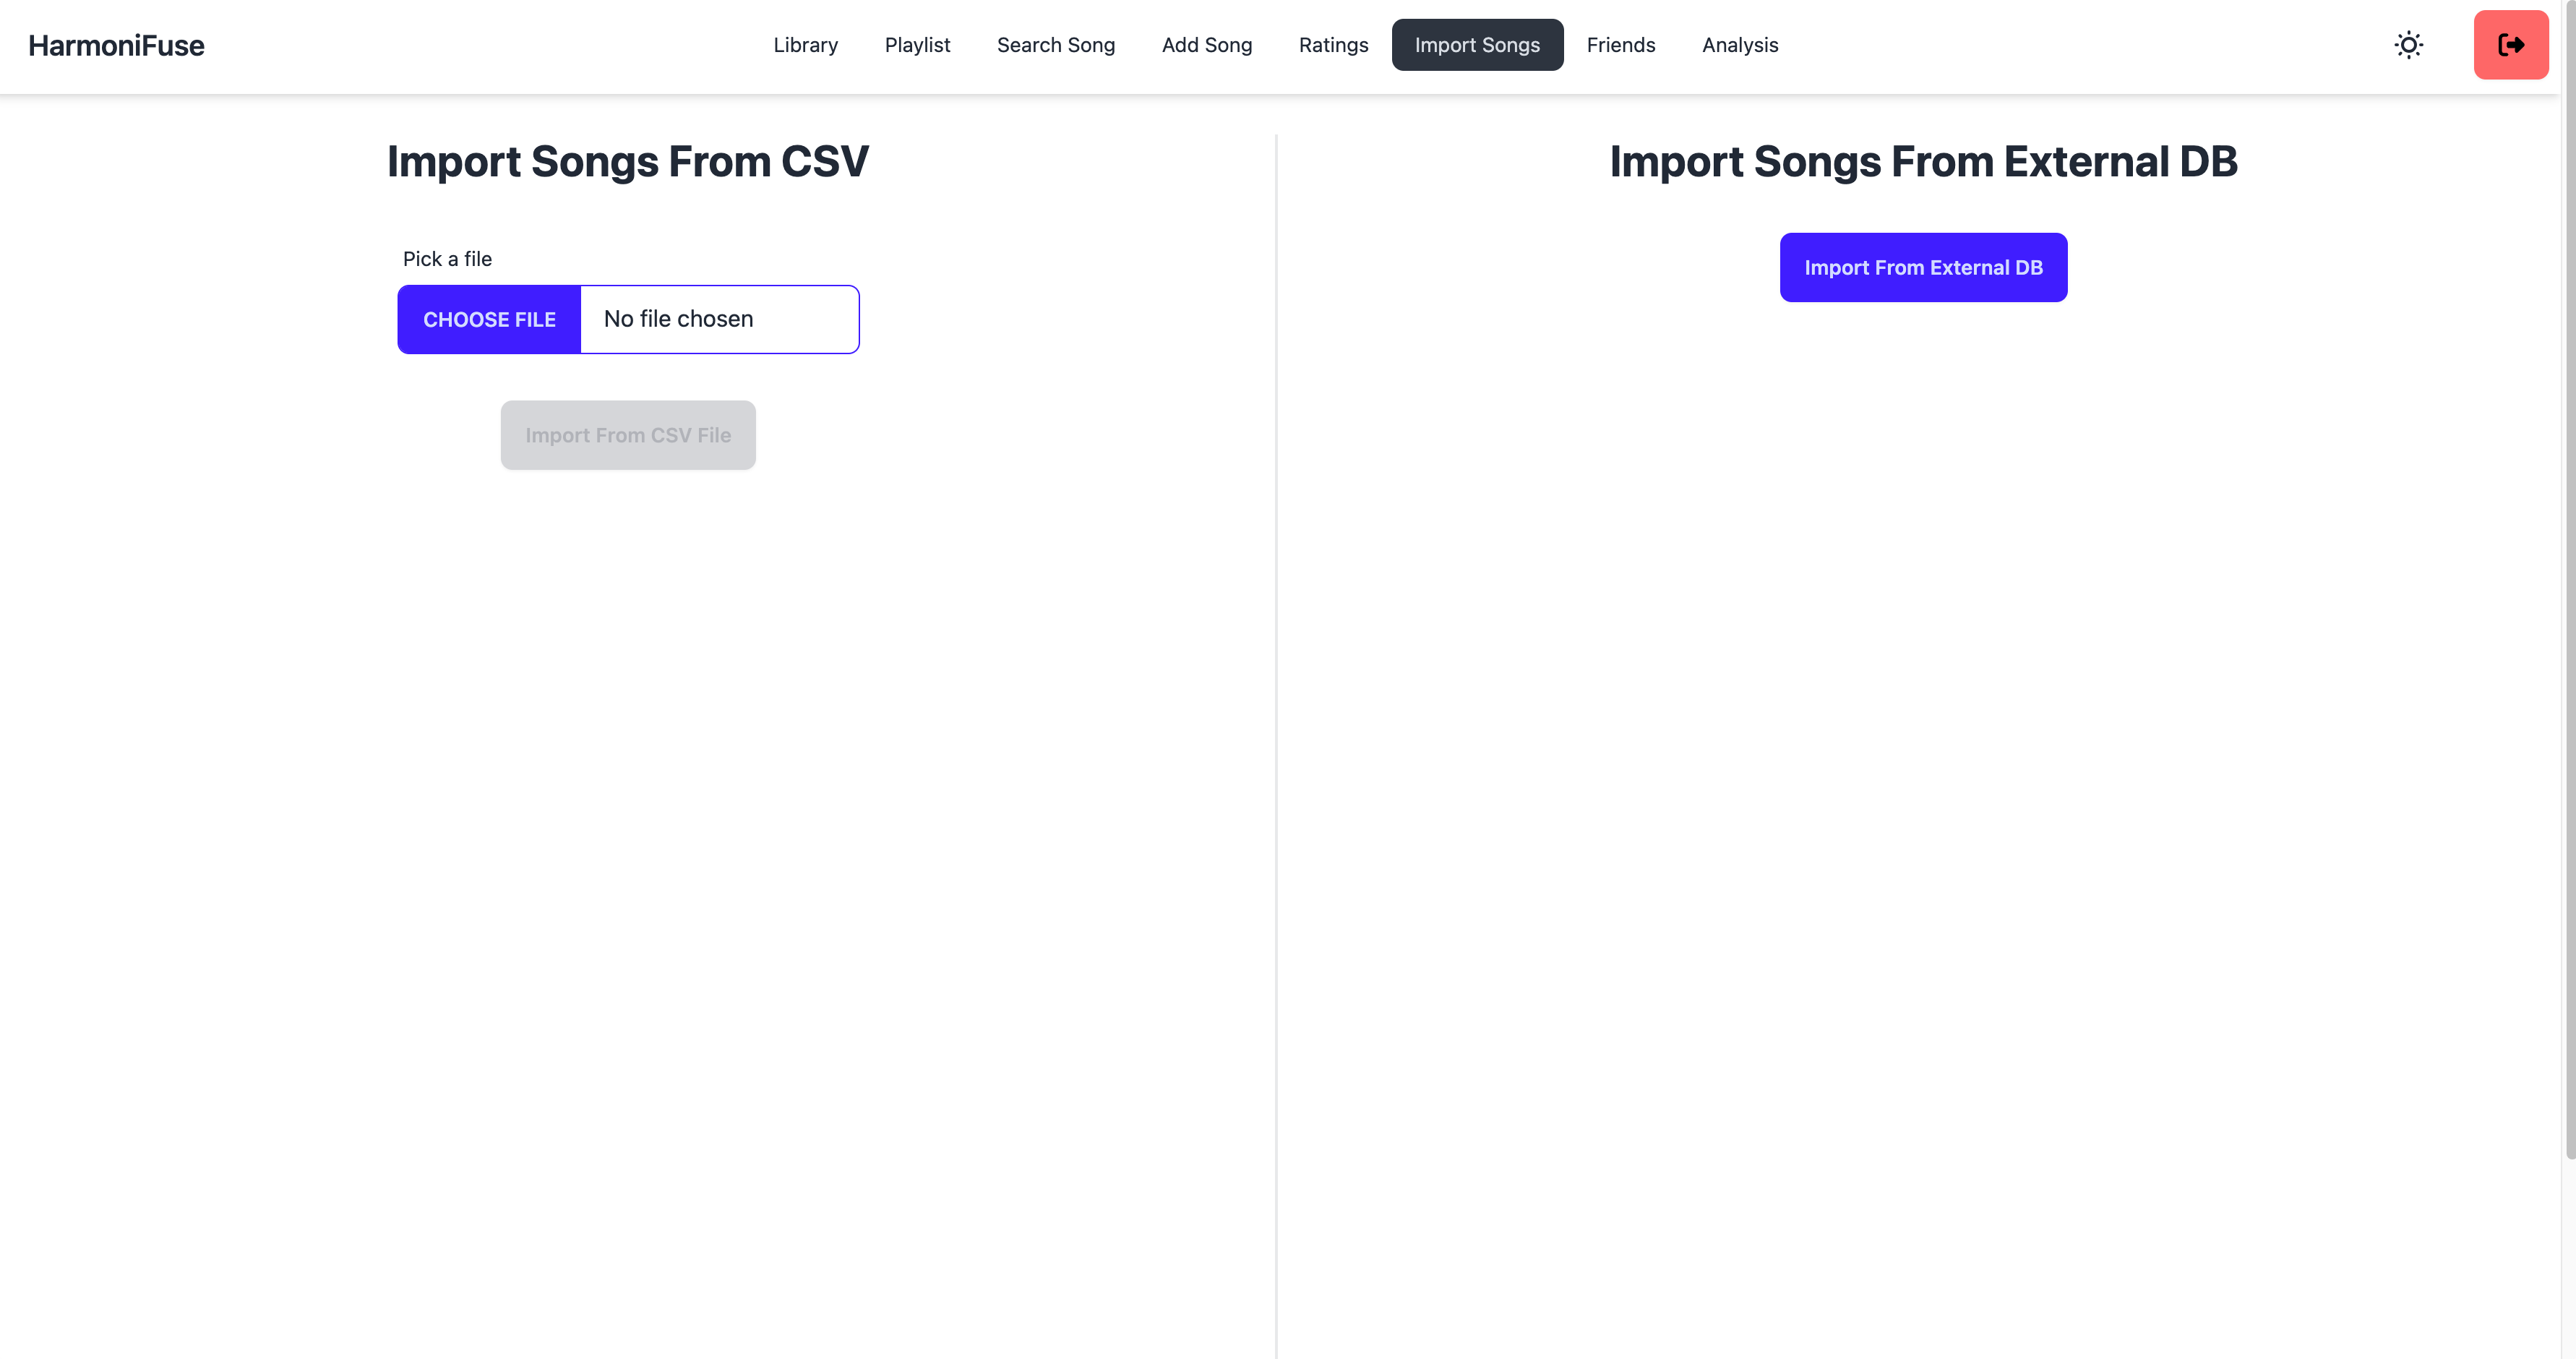 HarmoniFuse
Library
Playlist
Search Song
Add Song
Ratings
Import Songs
Friends
Analysis
Import Songs From CSV
Pick a file
CHOOSE FILE
No file chosen
Import From CSV File
Import Songs From External DB
Import From External DB